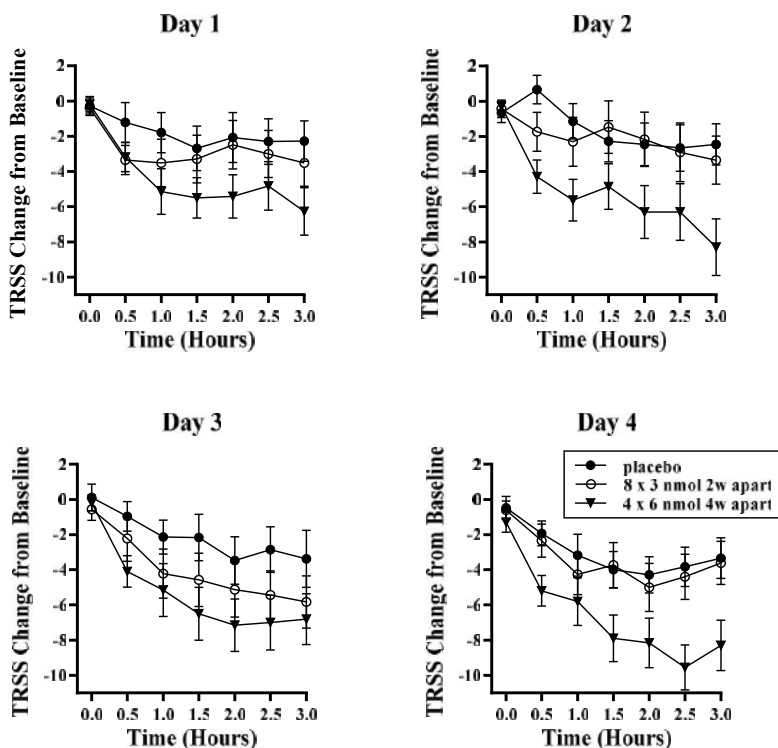 Day 1
TRSS Change from Baseline
2
0
-2
-4
-6
-8
-10
0.0 0.5 1.0 1.5 2.0 2.5 3.0
Time (Hours)
Day 2
TRSS Change from Baseline
2
0
-2
-4
-6
-8
-10
0.0 0.5 1.0 1.5 2.0 2.5 3.0
Time (Hours)
Day 3
TRSS Change from Baseline
2
0
-2
-4
-6
-8
-10
0.0 0.5 1.0 1.5 2.0 2.5 3.0
Time (Hours)
Day 4
TRSS Change from Baseline
2
0
-2
-4
-6
-8
-10
0.0 0.5 1.0 1.5 2.0 2.5 3.0
Time (Hours)
placebo
8 x 3 nmol 2w apart
4 x 6 nmol 4w apart